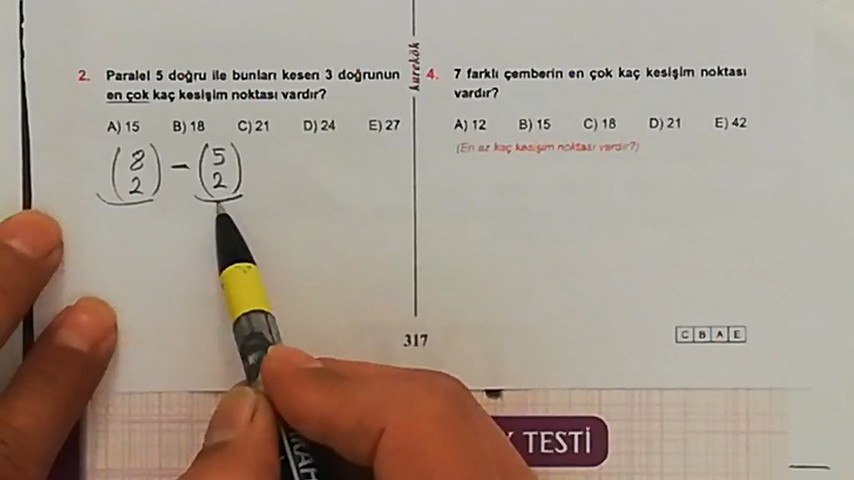 2. Paralel 5 doğru ile bunları kesen 3 doğrunun
en çok kaç kesişim noktası vardır?
A) 15 B) 18 C) 21 D) 24 E) 27
(8 2) - (5 2)
karekök
4. 7 farklı çemberin en çok kaç kesişim noktası
vardır?
A) 12 B) 15 C) 18 D) 21 E) 42
(En az kaç kesişim noktası vardır?)
317
C B A E
TESTİ